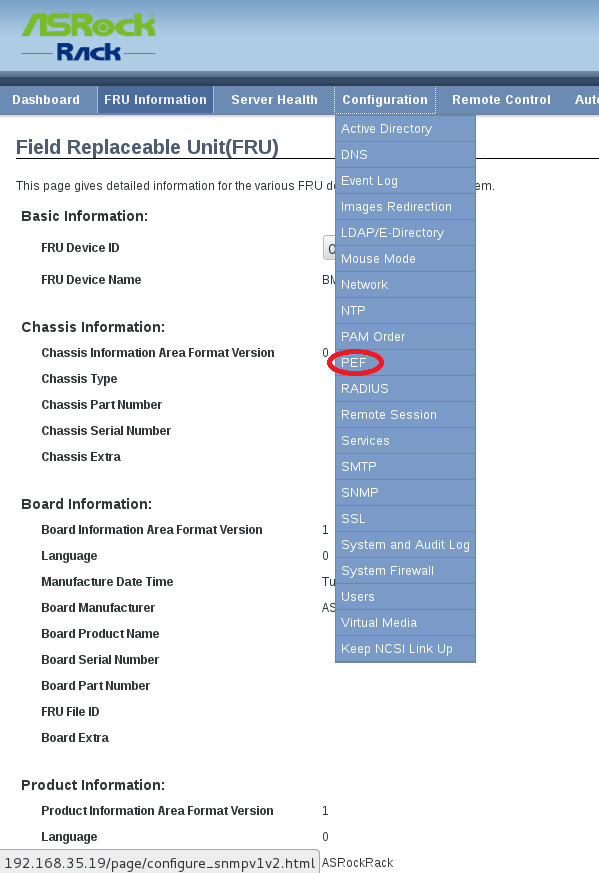 ASRock
Rack
Dashboard FRU Information Server Health Configuration Remote Control
Field Replaceable Unit(FRU)
Active Directory
DNS
Event Log
Images Redirection
LDAP/E-Directory
Mouse Mode
Network
NTP
PAM Order
PEF
RADIUS
Remote Session
Services
SMTP
SNMP
SSL
System and Audit Log
System Firewall
Users
Virtual Media
Keep NCSI Link Up
This page gives detailed information for the various FRU
Basic Information:
FRU Device ID
FRU Device Name
Chassis Information:
Chassis Information Area Format Version 0
Chassis Type
Chassis Part Number
Chassis Serial Number
Chassis Extra
Board Information:
Board Information Area Format Version 1
Language 0
Manufacture Date Time Tu
Board Manufacturer AS
Board Product Name
Board Serial Number
Board Part Number
FRU File ID
Board Extra
Product Information:
Product Information Area Format Version 1
Language 0
192.168.35.19/page/configure_snmpv1v2.html ASRockRack